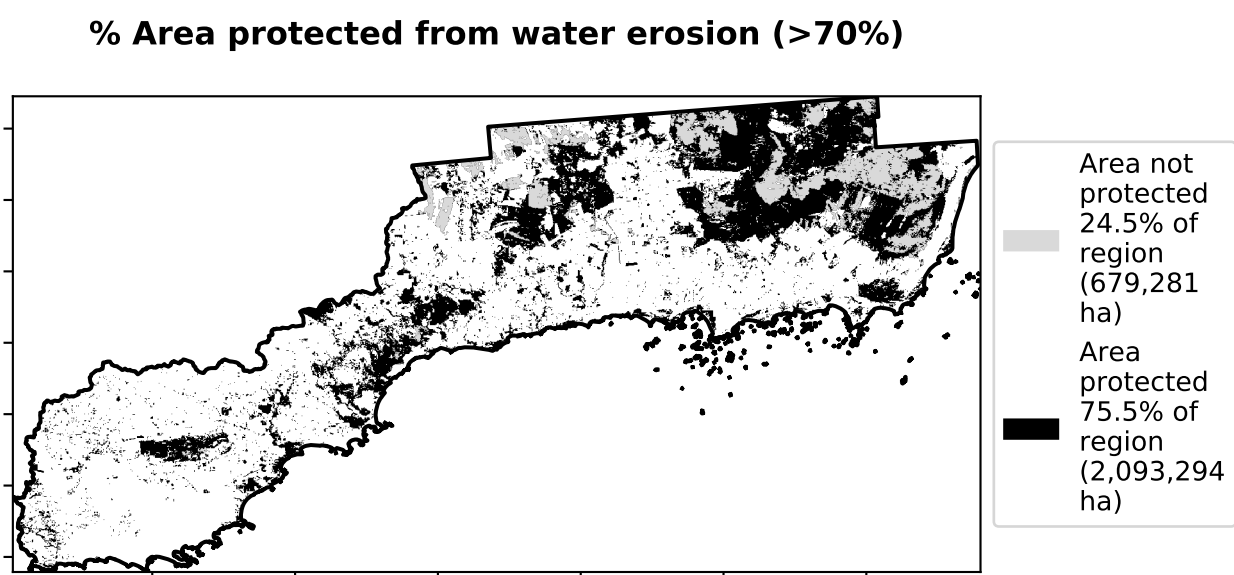 % Area protected from water erosion (>70%)
Area not
protected
24.5% of
region
(679,281
ha)
Area
protected
75.5% of
region
(2,093,294
ha)